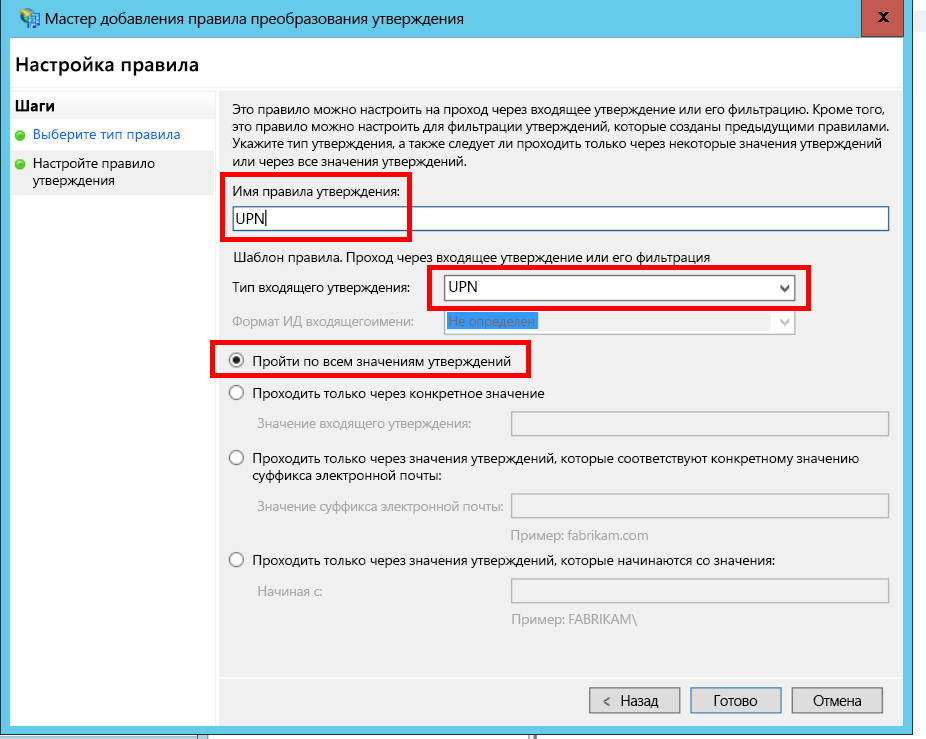 Мастер добавления правила преобразования утверждения
x
Настройка правила
Шаги
Выберите тип правила
Настройте правило
утверждения
Это правило можно настроить на проход через входящее утверждение или его фильтрацию. Кроме того,
это правило можно настроить для фильтрации утверждений, которые созданы предыдущими правилами.
Укажите тип утверждения, а также следует ли проходить только через некоторые значения утверждений
или через все значения утверждений.
Имя правила утверждения:
UPN
Шаблон правила. Проход через входящее утверждение или его фильтрация
Тип входящего утверждения:
UPN
Формат ИД входящегоимени:
Не определен
Пройти по всем значениям утверждений
Проходить только через конкретное значение
Значение входящего утверждения:
Проходить только через значения утверждений, которые соответствуют конкретному значению
суффикса электронной почты:
Значение суффикса электронной почты:
Пример: fabrikam.com
Проходить только через значения утверждений, которые начинаются со значения:
Начиная с:
Пример: FABRIKAM\
< Назад
Готово
Отмена